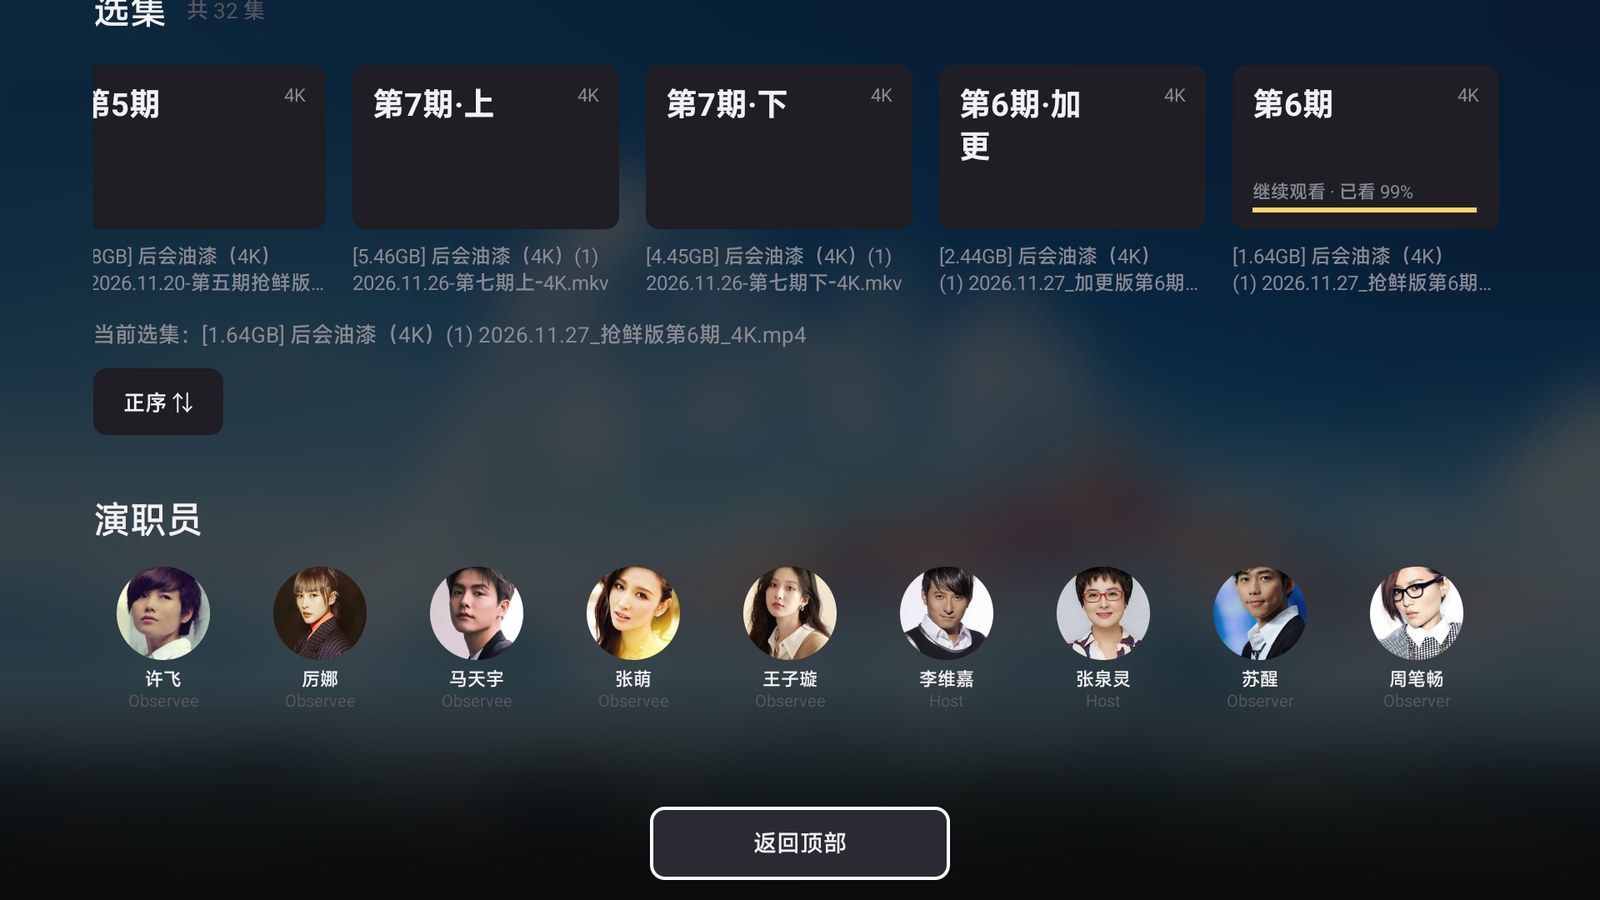 选集 共 32 集
第5期 4K
第7期·上 4K
第7期·下 4K
第6期·加
更
4K
第6期 4K
继续观看 · 已看 99%
8GB] 后会油漆（4K）
2026.11.20-第五期抢鲜版...
[5.46GB] 后会油漆（4K）(1)
2026.11.26-第七期上-4K.mkv
[4.45GB] 后会油漆（4K）(1)
2026.11.26-第七期下-4K.mkv
[2.44GB] 后会油漆（4K）
(1) 2026.11.27_加更版第6期...
[1.64GB] 后会油漆（4K）
(1) 2026.11.27_抢鲜版第6期...
当前选集：[1.64GB] 后会油漆（4K）(1) 2026.11.27_抢鲜版第6期_4K.mp4
正序
演职员
许飞
Observee
厉娜
Observee
马天宇
Observee
张萌
Observee
王子璇
Observee
李维嘉
Host
张泉灵
Host
苏醒
Observer
周笔畅
Observer
返回顶部